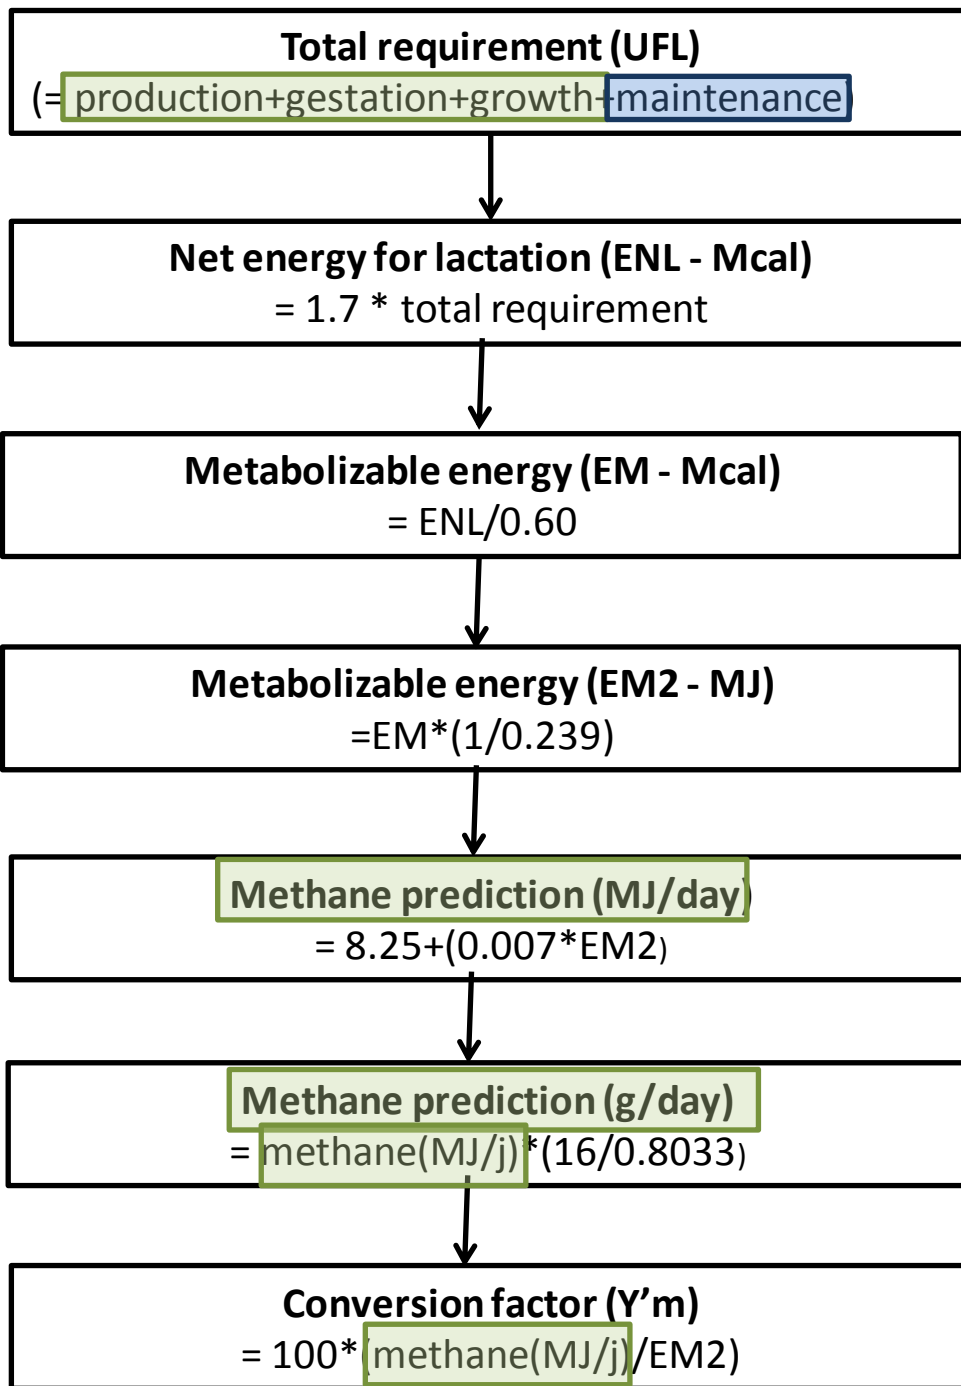 Total requirement (UFL)
(= production+gestation+growth+maintenance)
Net energy for lactation (ENL - Mcal)
= 1.7 * total requirement
Metabolizable energy (EM - Mcal)
= ENL/0.60
Metabolizable energy (EM2 - MJ)
=EM*(1/0.239)
Methane prediction (MJ/day)
= 8.25+(0.007*EM2)
Methane prediction (g/day)
= methane(MJ/j)*(16/0.8033)
Conversion factor (Y’m)
= 100*(methane(MJ/j)/EM2)